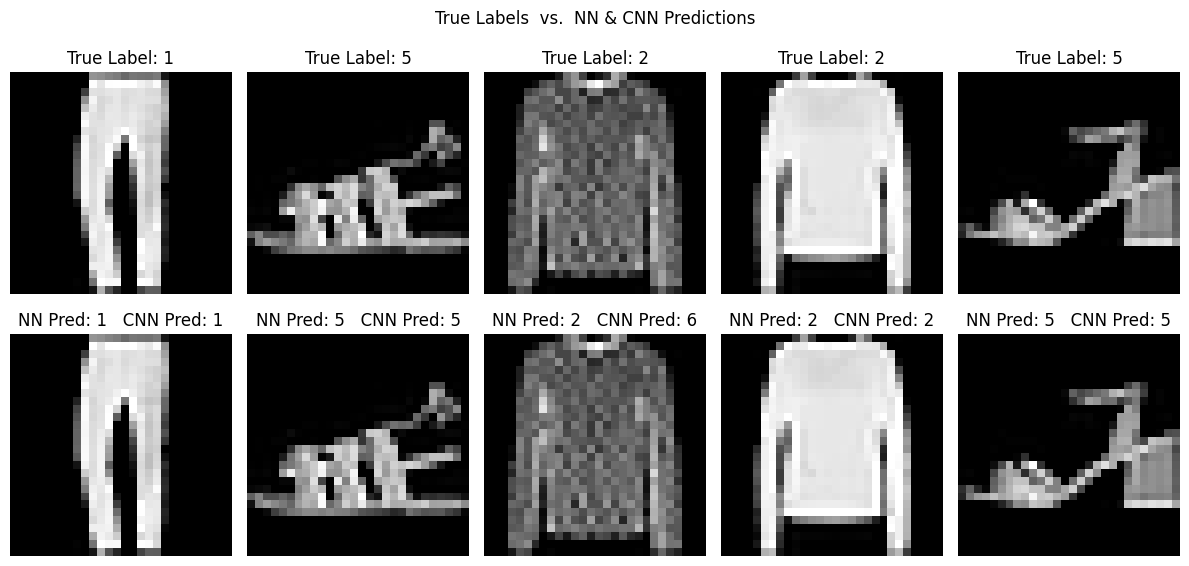 True Labels  vs.  NN & CNN Predictions
True Label: 1
True Label: 5
True Label: 2
True Label: 2
True Label: 5
NN Pred: 1   CNN Pred: 1
NN Pred: 5   CNN Pred: 5
NN Pred: 2   CNN Pred: 6
NN Pred: 2   CNN Pred: 2
NN Pred: 5   CNN Pred: 5